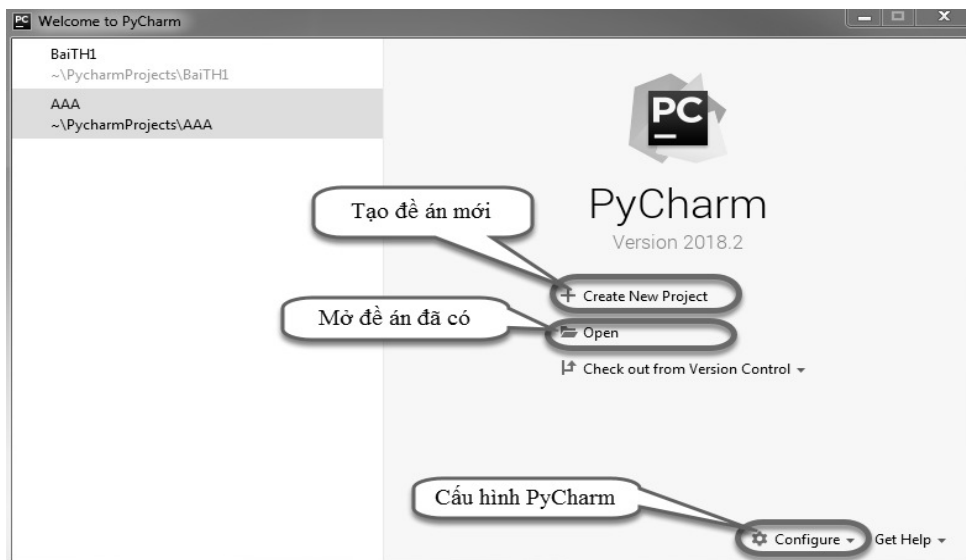 PC Welcome to PyCharm
BaiTH1
~\PycharmProjects\BaiTH1
AAA
~\PycharmProjects\AAA
PC
PyCharm
Version 2018.2
Tạo đề án mới
Create New Project
Mở đề án đã có
Open
Check out from Version Control
Cấu hình PyCharm
Configure
Get Help